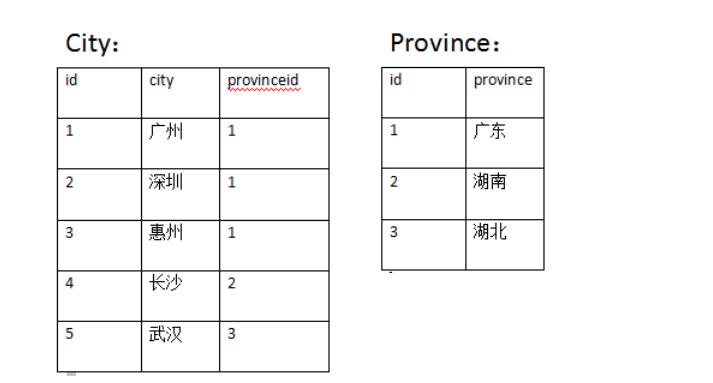 City：
id city provinceid
1 广州 1
2 深圳 1
3 惠州 1
4 长沙 2
5 武汉 3
Province：
id province
1 广东
2 湖南
3 湖北